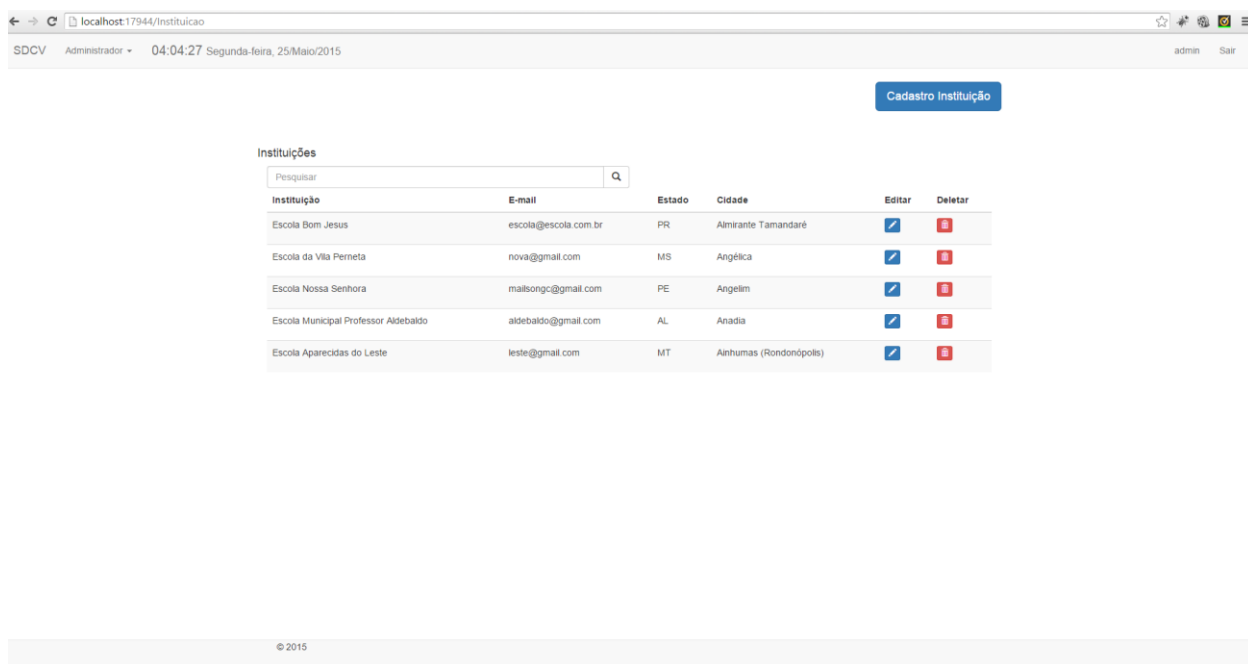 localhost:17944/Instituicao
SDCV Administrador 04:04:27 Segunda-feira, 25/Maio/2015 admin Sair
Cadastro Instituição
Instituições
Pesquisar
Instituição E-mail Estado Cidade Editar Deletar
Escola Bom Jesus escola@escola.com.br PR Almirante Tamandaré
Escola da Vila Perneta nova@gmail.com MS Angélica
Escola Nossa Senhora mailsongc@gmail.com PE Angelim
Escola Municipal Professor Aldebaldo aldebaldo@gmail.com AL Anadia
Escola Aparecidas do Leste leste@gmail.com MT Ainhumas (Rondonópolis)
© 2015